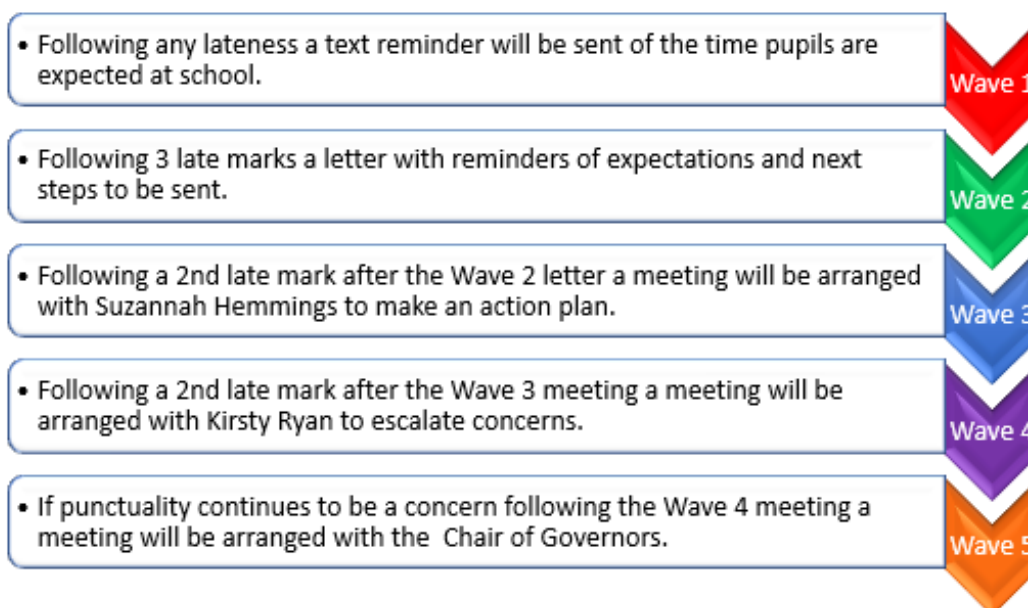 • Following any lateness a text reminder will be sent of the time pupils are
expected at school.
Wave 1
• Following 3 late marks a letter with reminders of expectations and next
steps to be sent.
Wave 2
• Following a 2nd late mark after the Wave 2 letter a meeting will be arranged
with Suzannah Hemmings to make an action plan.
Wave 3
• Following a 2nd late mark after the Wave 3 meeting a meeting will be
arranged with Kirsty Ryan to escalate concerns.
Wave 4
• If punctuality continues to be a concern following the Wave 4 meeting a
meeting will be arranged with the  Chair of Governors.
Wave 5